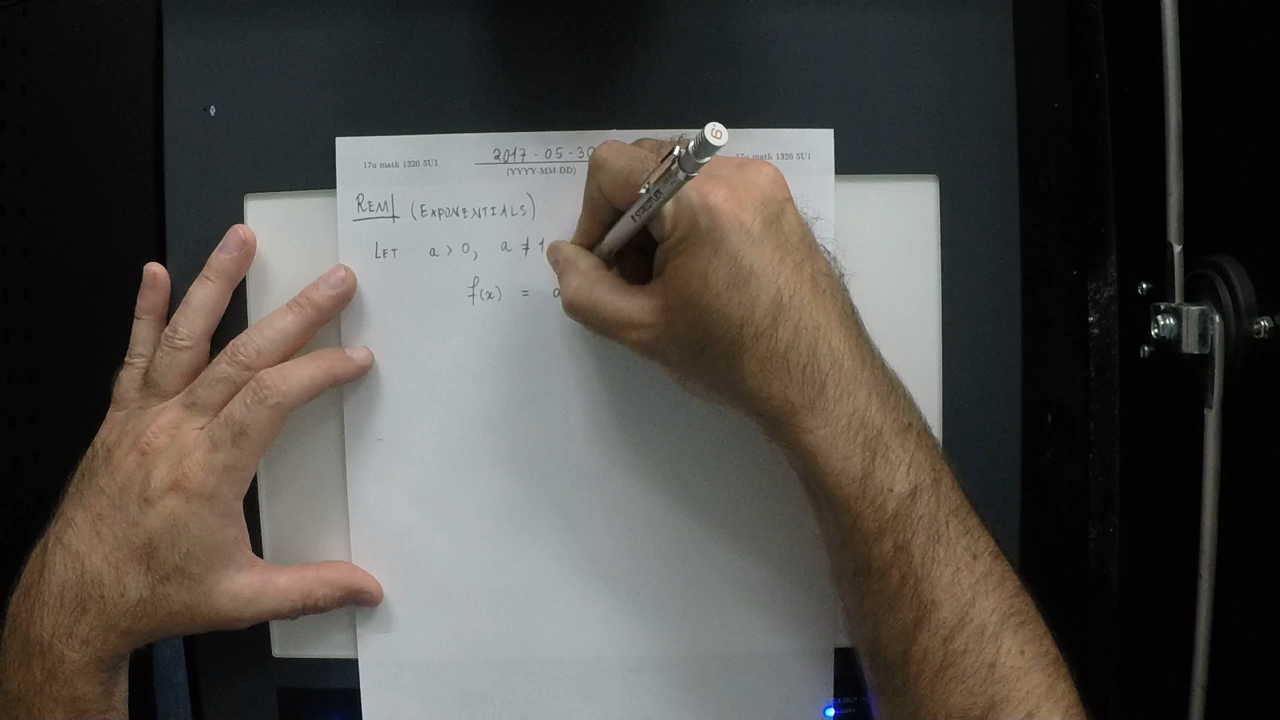 17u math 1326 5U1 2017-05-30 17u math 1326 5U1
(YYYY-MM-DD)
REM (EXPONENTIALS)
LET a > 0, a ≠ 1
f(x) = a
STAEDTLER